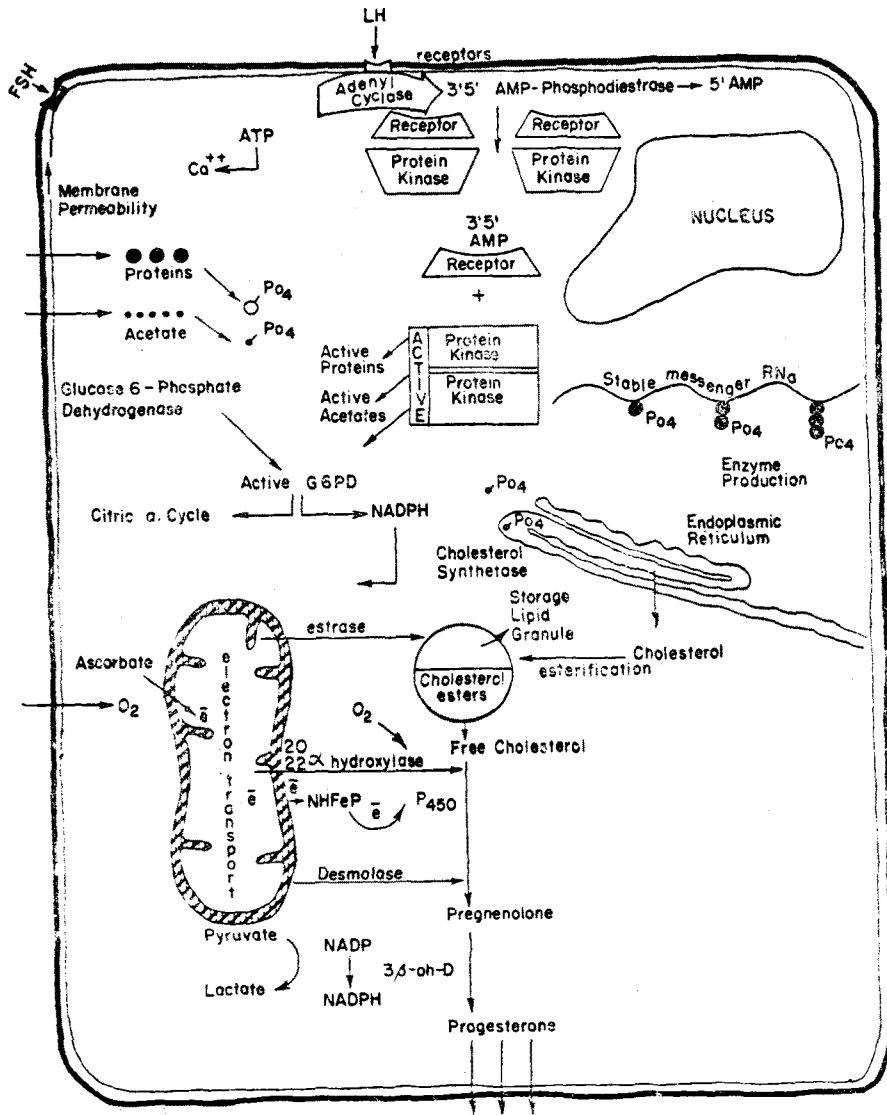 LH
receptors
FSH
Adenyl
Cyclase
3'5' AMP-Phosphodiestrase 5' AMP
Receptor
Receptor
Protein
Kinase
Protein
Kinase
ATP
Ca++
Membrane
Permeability
NUCLEUS
3'5'
AMP
Receptor
+
Proteins
Po4
Acetate
Po4
Active
Proteins
Active
Acetates
ACTIVE
Protein
Kinase
Protein
Kinase
Glucose 6-Phosphate
Dehydrogenase
Stable messenger RNa
Po4
Po4
Po4
Enzyme
Production
Active G6PD
Citric a. Cycle
NADPH
Po4
Po4
Cholesterol
Synthetase
Endoplasmic
Reticulum
Storage
Lipid
Granule
estrase
Cholesterol
esterification
Cholesterol
esters
Ascorbate
O2
ē
electron transport
O2
Free Cholesterol
20
22α hydroxylase
ē
ē
NHFeP
ē
P450
Desmolase
Pregnenolone
Pyruvate
Lactate
NADP
NADPH
3β-oh-D
Progesterone